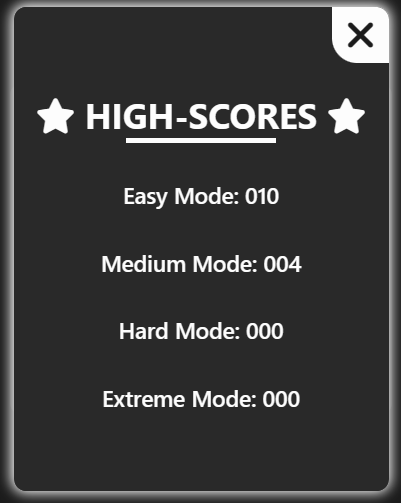 HIGH-SCORES
Easy Mode: 010
Medium Mode: 004
Hard Mode: 000
Extreme Mode: 000